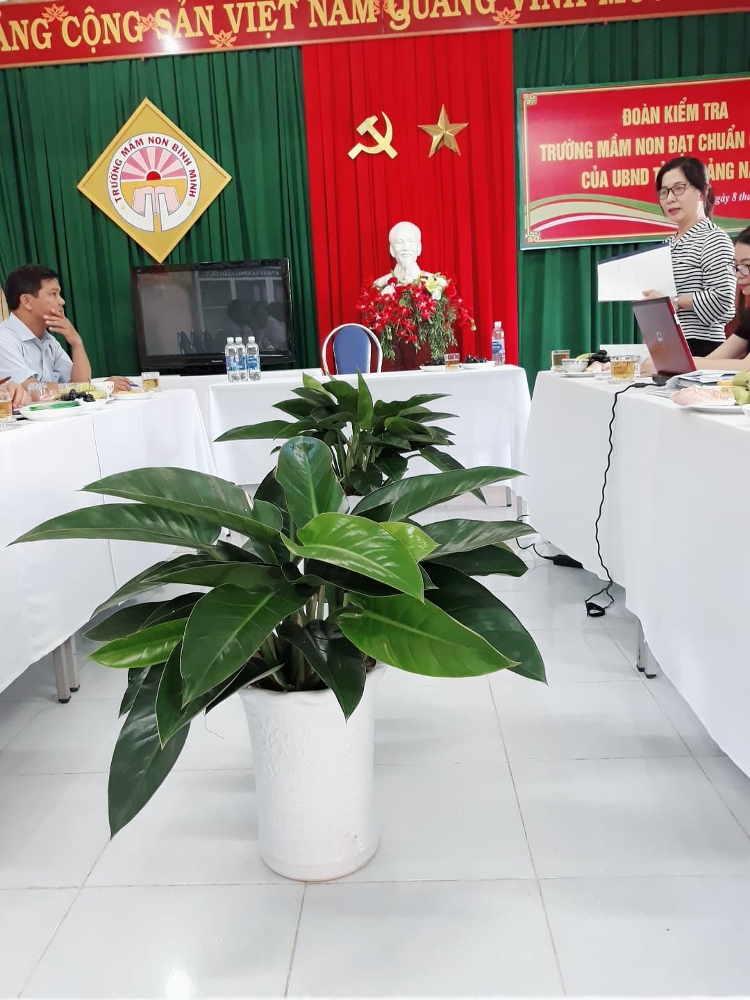 ẢNG CỘNG SẢN VIỆT NAM QUANG VINH
TRƯỜNG MẦM NON BÌNH MINH
ĐOÀN KIỂM TRA
TRƯỜNG MẦM NON ĐẠT CHUẨN
CỦA UBND